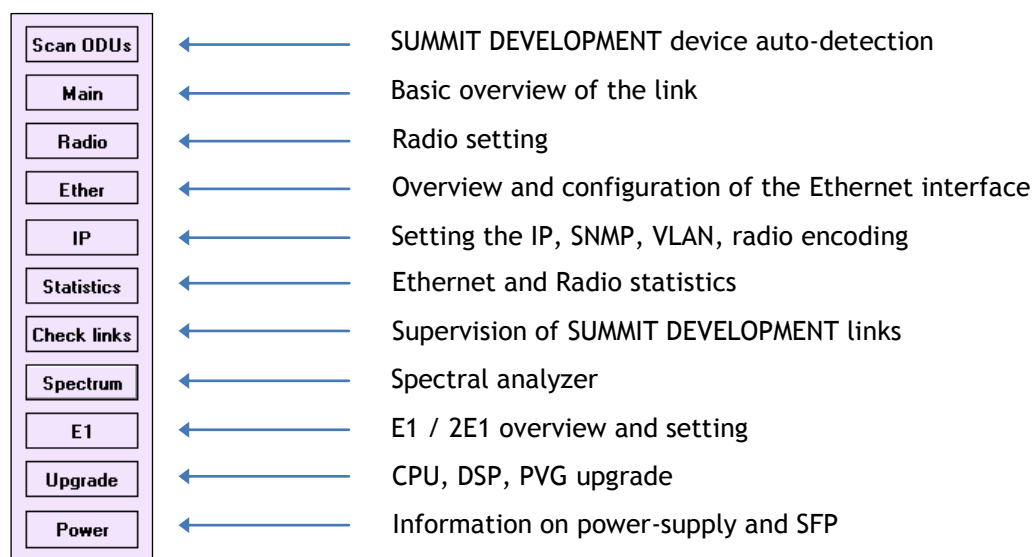 Scan ODUs SUMMIT DEVELOPMENT device auto-detection
Main Basic overview of the link
Radio Radio setting
Ether Overview and configuration of the Ethernet interface
IP Setting the IP, SNMP, VLAN, radio encoding
Statistics Ethernet and Radio statistics
Check links Supervision of SUMMIT DEVELOPMENT links
Spectrum Spectral analyzer
E1 E1 / 2E1 overview and setting
Upgrade CPU, DSP, PVG upgrade
Power Information on power-supply and SFP